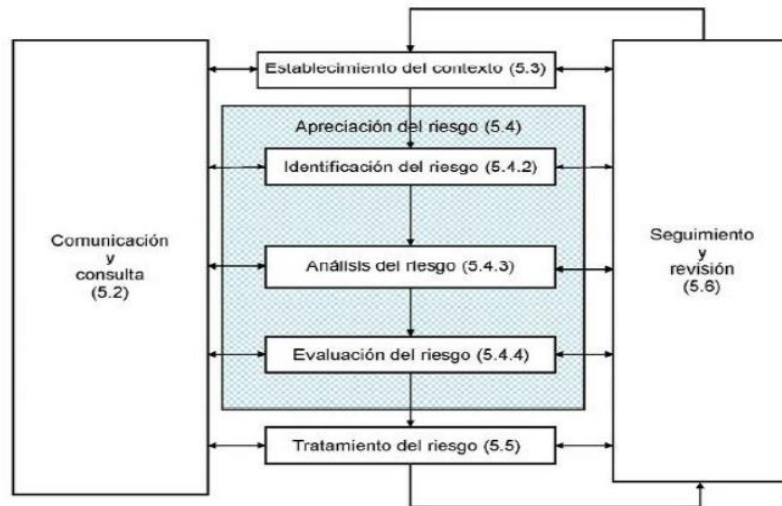 Establecimiento del contexto (5.3)
Apreciación del riesgo (5.4)
Identificación del riesgo (5.4.2)
Comunicación
y
consulta
(5.2)
Análisis del riesgo (5.4.3)
Seguimiento
y
revisión
(5.6)
Evaluación del riesgo (5.4.4)
Tratamiento del riesgo (5.5)